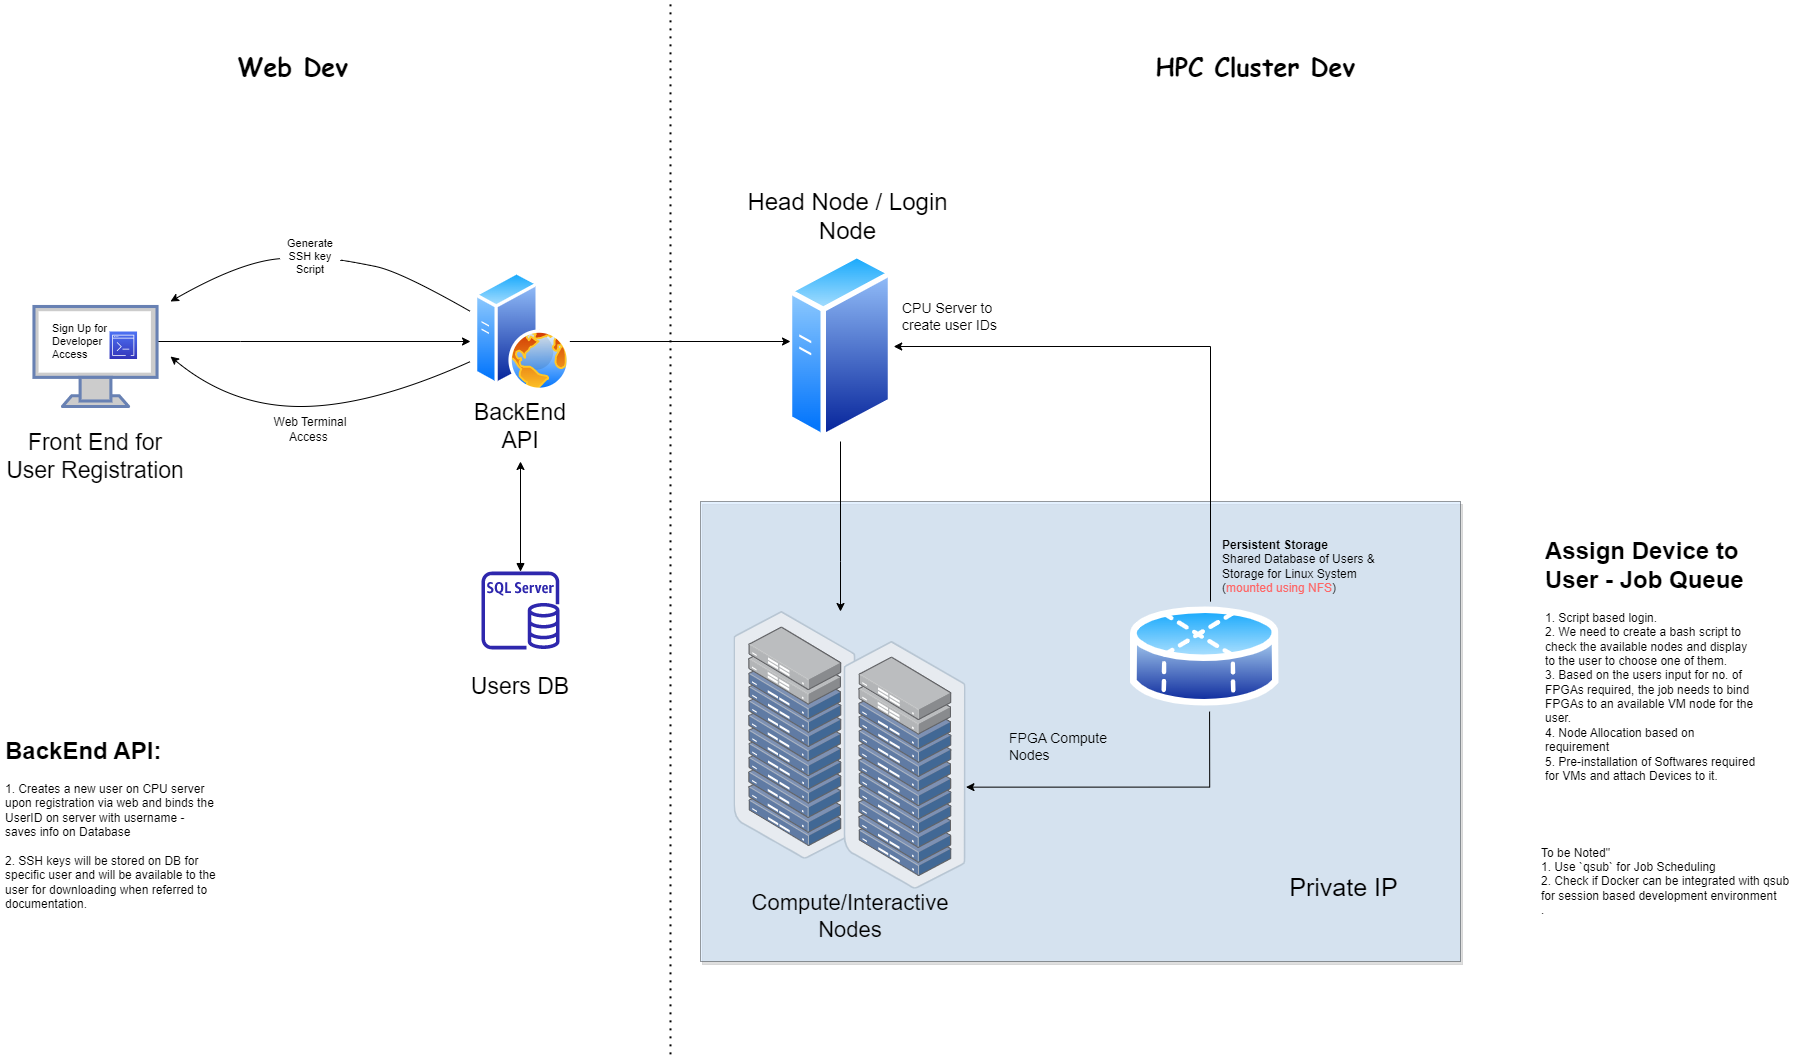 Web Dev
HPC Cluster Dev
Head Node / Login
Node
Generate
SSH key
Script
Sign Up for
Developer
Access
CPU Server to
create user IDs
BackEnd
API
Web Terminal
Access
Front End for
User Registration
SQL Server
Users DB
Persistent Storage
Shared Database of Users &
Storage for Linux System
(mounted using NFS)
FPGA Compute
Nodes
Compute/Interactive
Nodes
Private IP
BackEnd API:
1. Creates a new user on CPU server
upon registration via web and binds the
UserID on server with username -
saves info on Database
2. SSH keys will be stored on DB for
specific user and will be available to the
user for downloading when referred to
documentation.
Assign Device to
User - Job Queue
1. Script based login.
2. We need to create a bash script to
check the available nodes and display
to the user to choose one of them.
3. Based on the users input for no. of
FPGAs required, the job needs to bind
FPGAs to an available VM node for the
user.
4. Node Allocation based on
requirement
5. Pre-installation of Softwares required
for VMs and attach Devices to it.
To be Noted"
1. Use `qsub` for Job Scheduling
2. Check if Docker can be integrated with qsub
for session based development environment
.